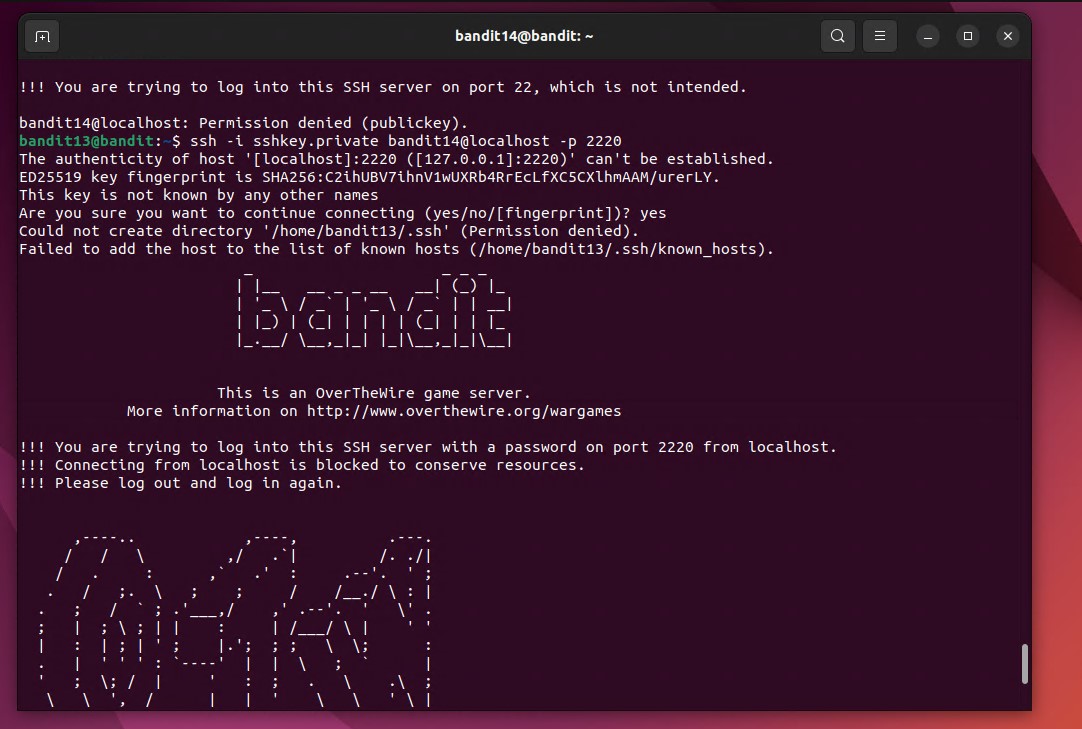 bandit14@bandit: ~
!!! You are trying to log into this SSH server on port 22, which is not intended.
bandit14@localhost: Permission denied (publickey).
bandit13@bandit:~$ ssh -i sshkey.private bandit14@localhost -p 2220
The authenticity of host '[localhost]:2220 ([127.0.0.1]:2220)' can't be established.
ED25519 key fingerprint is SHA256:C2ihUBV7ihnV1wUXRb4RrEcLfXC5CXlhmAAM/urerLY.
This key is not known by any other names
Are you sure you want to continue connecting (yes/no/[fingerprint])? yes
Could not create directory '/home/bandit13/.ssh' (Permission denied).
Failed to add the host to the list of known hosts (/home/bandit13/.ssh/known_hosts).
bandit
This is an OverTheWire game server.
More information on http://www.overthewire.org/wargames
!!! You are trying to log into this SSH server with a password on port 2220 from localhost.
!!! Connecting from localhost is blocked to conserve resources.
!!! Please log out and log in again.